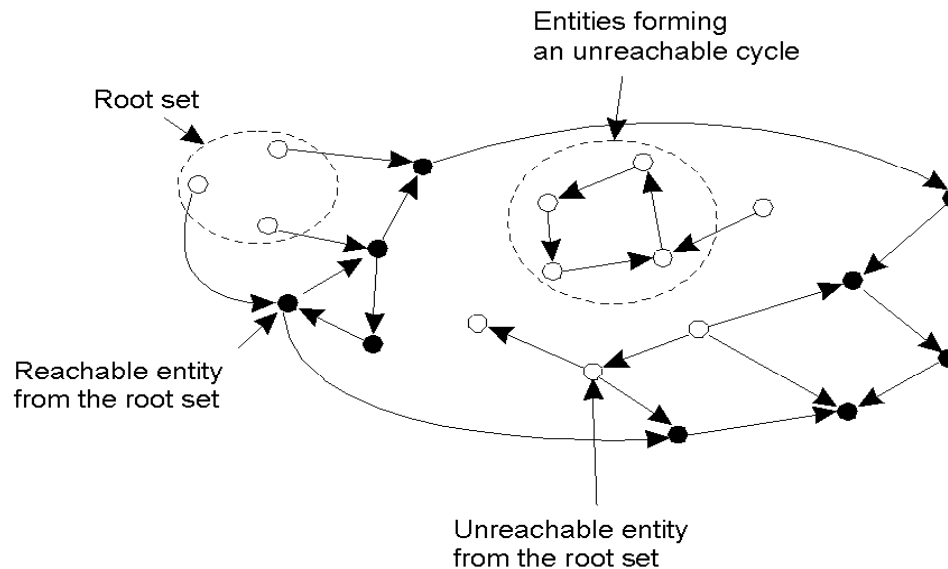 Entities forming
an unreachable cycle
Root set
Reachable entity
from the root set
Unreachable entity
from the root set